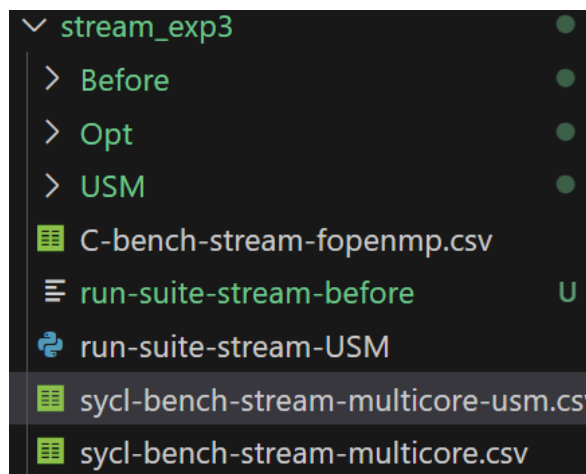 stream_exp3
Before
Opt
USM
C-bench-stream-fopenmp.csv
run-suite-stream-before U
run-suite-stream-USM
sycl-bench-stream-multicore-usm.cs
sycl-bench-stream-multicore.csv